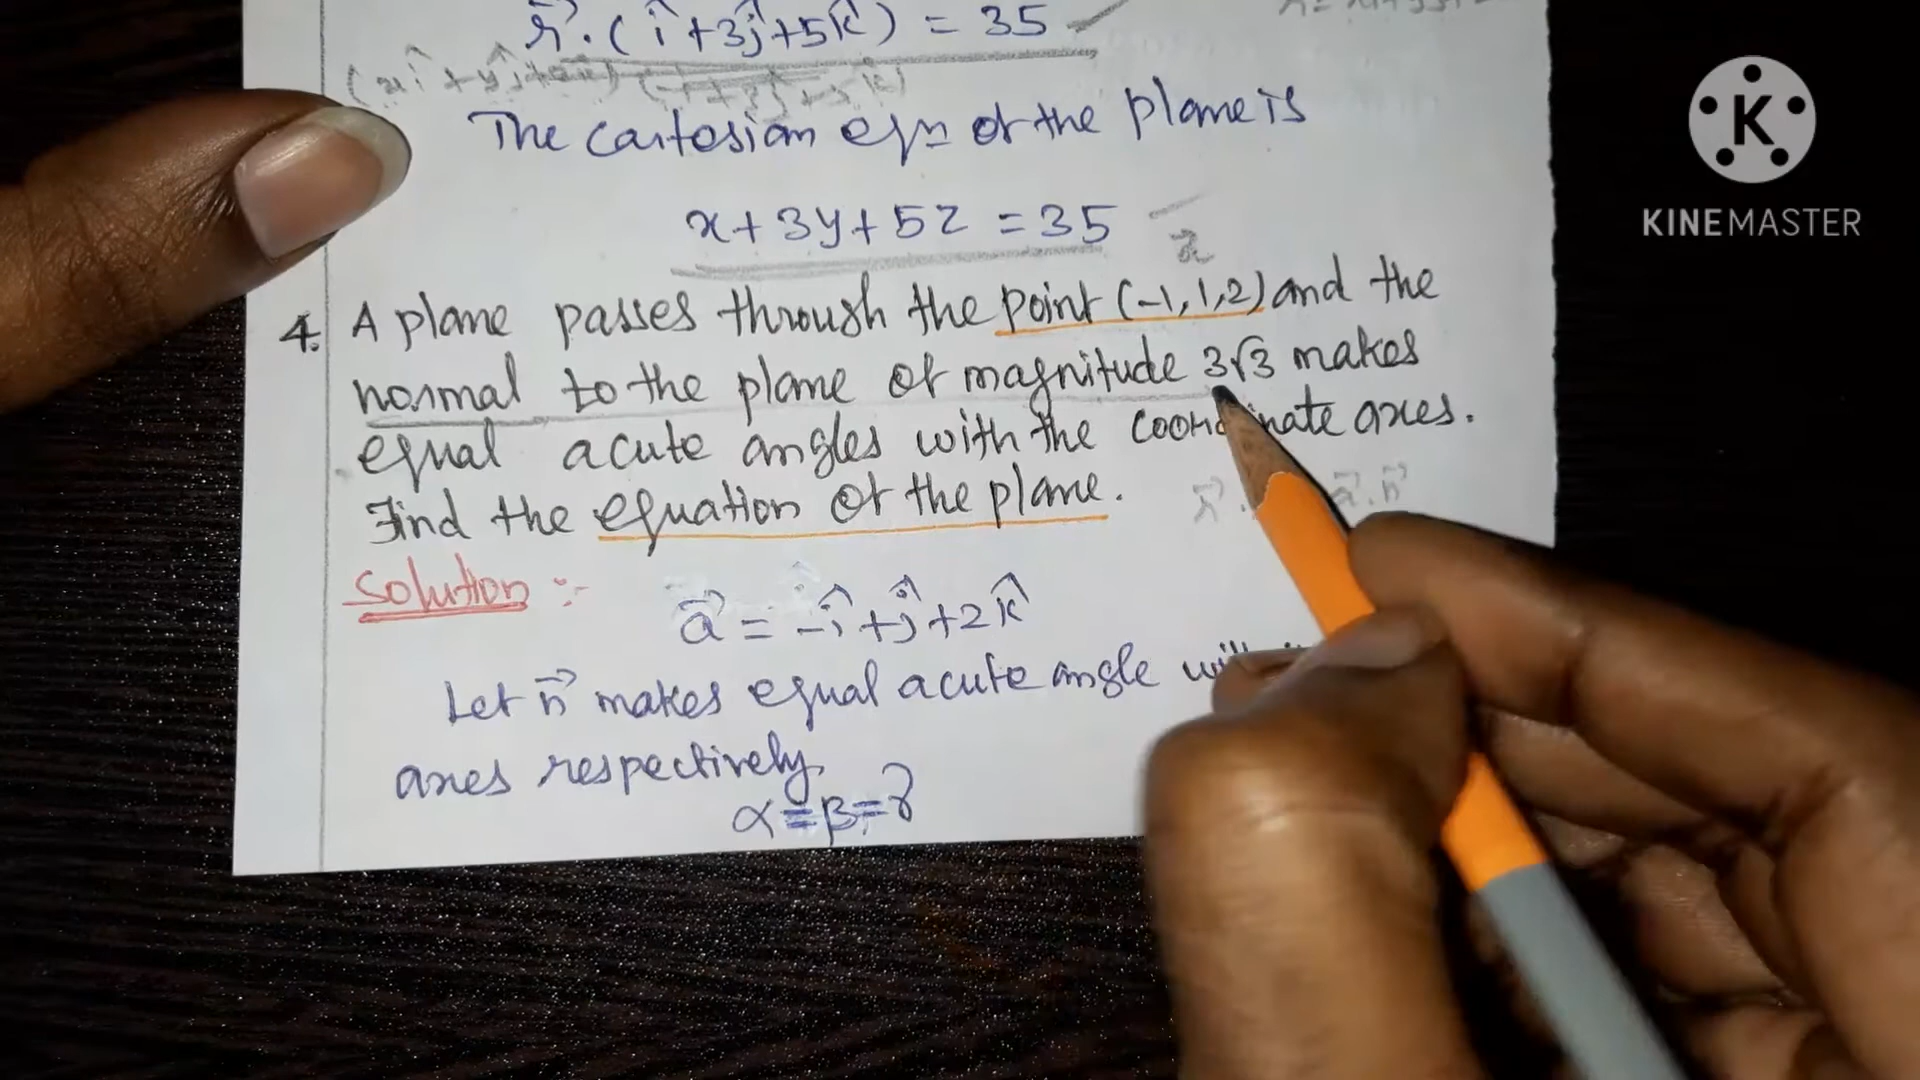 r⃗ · ( î + 3ĵ + 5k̂ ) = 35
The cartesian eqn of the plane is
x + 3y + 5z = 35
4. A plane passes through the point (-1, 1, 2) and the
normal to the plane of magnitude 3√3 makes
equal acute angles with the coordinate axes.
Find the equation of the plane.
Solution :-
a⃗ = -î + ĵ + 2k̂
Let n⃗ makes equal acute angle
axes respectively.
α = β = γ
a⃗ . n⃗
K
KINEMASTER